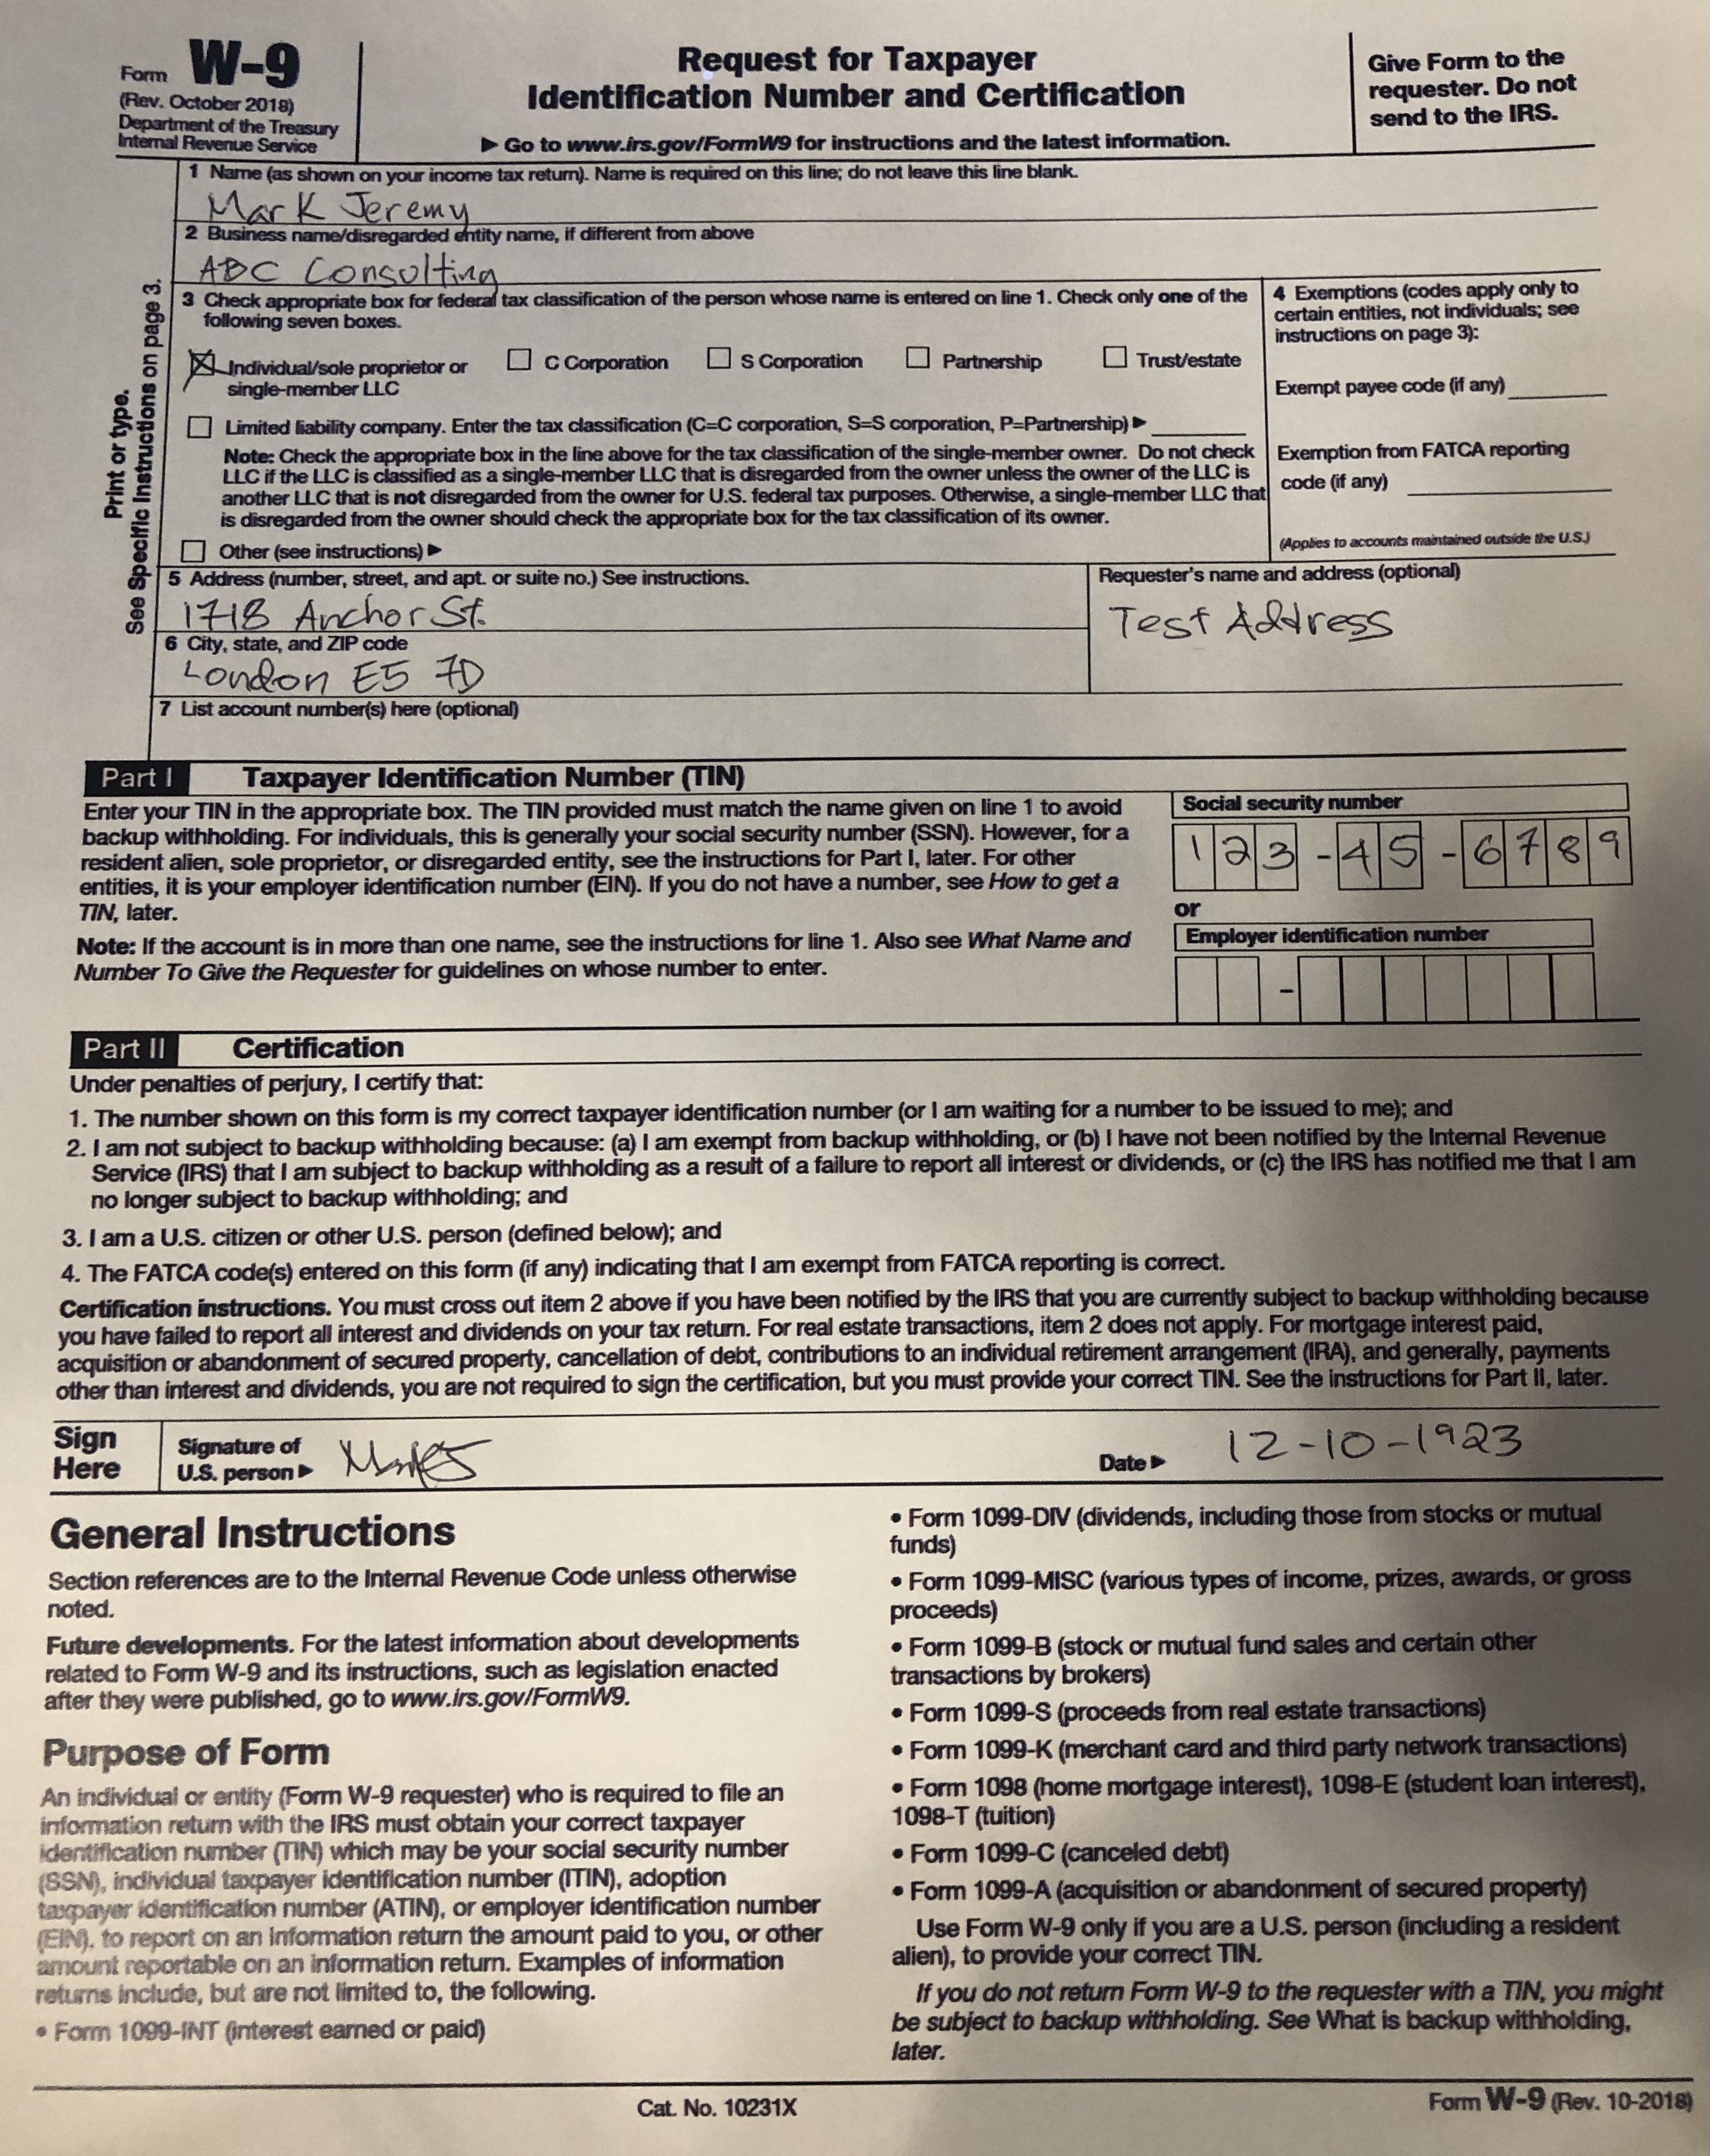 Form W-9
(Rev. October 2018)
Department of the Treasury
Internal Revenue Service
Request for Taxpayer
Identification Number and Certification
▶ Go to www.irs.gov/FormW9 for instructions and the latest information.
Give Form to the
requester. Do not
send to the IRS.
Print or type.
See Specific Instructions on page 3.
1 Name (as shown on your income tax return). Name is required on this line; do not leave this line blank.
Mark Jeremy
2 Business name/disregarded entity name, if different from above
ABC Consulting
3 Check appropriate box for federal tax classification of the person whose name is entered on line 1. Check only one of the
following seven boxes.
Individual/sole proprietor or
single-member LLC
C Corporation
S Corporation
Partnership
Trust/estate
Limited liability company. Enter the tax classification (C=C corporation, S=S corporation, P=Partnership) ▶
Note: Check the appropriate box in the line above for the tax classification of the single-member owner. Do not check
LLC if the LLC is classified as a single-member LLC that is disregarded from the owner unless the owner of the LLC is
another LLC that is not disregarded from the owner for U.S. federal tax purposes. Otherwise, a single-member LLC that
is disregarded from the owner should check the appropriate box for the tax classification of its owner.
Other (see instructions) ▶
4 Exemptions (codes apply only to
certain entities, not individuals; see
instructions on page 3):
Exempt payee code (if any)
Exemption from FATCA reporting
code (if any)
(Applies to accounts maintained outside the U.S.)
5 Address (number, street, and apt. or suite no.) See instructions.
1718 Anchor St.
6 City, state, and ZIP code
London E5 7D
Requester's name and address (optional)
Test Address
7 List account number(s) here (optional)
Part I Taxpayer Identification Number (TIN)
Enter your TIN in the appropriate box. The TIN provided must match the name given on line 1 to avoid
backup withholding. For individuals, this is generally your social security number (SSN). However, for a
resident alien, sole proprietor, or disregarded entity, see the instructions for Part I, later. For other
entities, it is your employer identification number (EIN). If you do not have a number, see How to get a
TIN, later.
Note: If the account is in more than one name, see the instructions for line 1. Also see What Name and
Number To Give the Requester for guidelines on whose number to enter.
Social security number
123-45-6789
or
Employer identification number
-
Part II Certification
Under penalties of perjury, I certify that:
1. The number shown on this form is my correct taxpayer identification number (or I am waiting for a number to be issued to me); and
2. I am not subject to backup withholding because: (a) I am exempt from backup withholding, or (b) I have not been notified by the Internal Revenue
Service (IRS) that I am subject to backup withholding as a result of a failure to report all interest or dividends, or (c) the IRS has notified me that I am
no longer subject to backup withholding; and
3. I am a U.S. citizen or other U.S. person (defined below); and
4. The FATCA code(s) entered on this form (if any) indicating that I am exempt from FATCA reporting is correct.
Certification instructions. You must cross out item 2 above if you have been notified by the IRS that you are currently subject to backup withholding because
you have failed to report all interest and dividends on your tax return. For real estate transactions, item 2 does not apply. For mortgage interest paid,
acquisition or abandonment of secured property, cancellation of debt, contributions to an individual retirement arrangement (IRA), and generally, payments
other than interest and dividends, you are not required to sign the certification, but you must provide your correct TIN. See the instructions for Part II, later.
Sign
Here
Signature of
U.S. person ▶
Date ▶ 12-10-1923
General Instructions
Section references are to the Internal Revenue Code unless otherwise
noted.
Future developments. For the latest information about developments
related to Form W-9 and its instructions, such as legislation enacted
after they were published, go to www.irs.gov/FormW9.
Purpose of Form
An individual or entity (Form W-9 requester) who is required to file an
information return with the IRS must obtain your correct taxpayer
identification number (TIN) which may be your social security number
(SSN), individual taxpayer identification number (ITIN), adoption
taxpayer identification number (ATIN), or employer identification number
(EIN), to report on an information return the amount paid to you, or other
amount reportable on an information return. Examples of information
returns include, but are not limited to, the following.
• Form 1099-INT (interest earned or paid)
• Form 1099-DIV (dividends, including those from stocks or mutual
funds)
• Form 1099-MISC (various types of income, prizes, awards, or gross
proceeds)
• Form 1099-B (stock or mutual fund sales and certain other
transactions by brokers)
• Form 1099-S (proceeds from real estate transactions)
• Form 1099-K (merchant card and third party network transactions)
• Form 1098 (home mortgage interest), 1098-E (student loan interest),
1098-T (tuition)
• Form 1099-C (canceled debt)
• Form 1099-A (acquisition or abandonment of secured property)
Use Form W-9 only if you are a U.S. person (including a resident
alien), to provide your correct TIN.
If you do not return Form W-9 to the requester with a TIN, you might
be subject to backup withholding. See What is backup withholding,
later.
Cat. No. 10231X
Form W-9 (Rev. 10-2018)